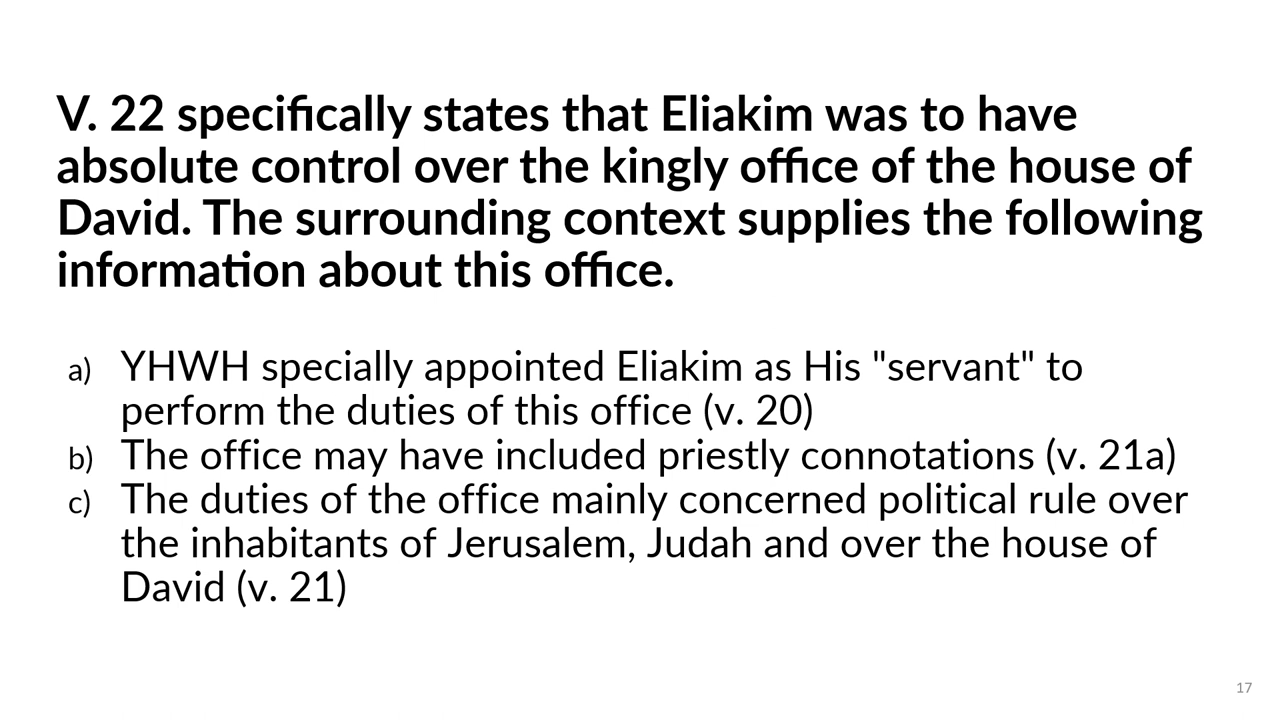 V. 22 specifically states that Eliakim was to have
absolute control over the kingly office of the house of
David. The surrounding context supplies the following
information about this office.
a) YHWH specially appointed Eliakim as His "servant" to
perform the duties of this office (v. 20)
b) The office may have included priestly connotations (v. 21a)
c) The duties of the office mainly concerned political rule over
the inhabitants of Jerusalem, Judah and over the house of
David (v. 21)
17